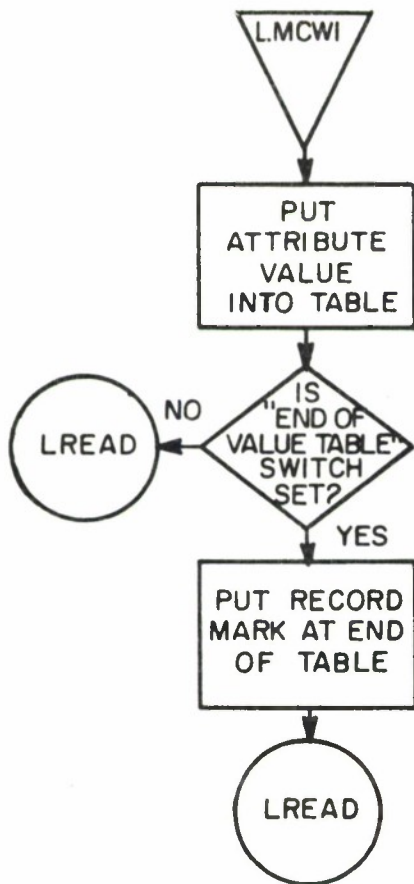 L.MCWI
PUT
ATTRIBUTE
VALUE
INTO TABLE
IS
"END OF
VALUE TABLE"
SWITCH
SET?
NO
LREAD
YES
PUT RECORD
MARK AT END
OF TABLE
LREAD